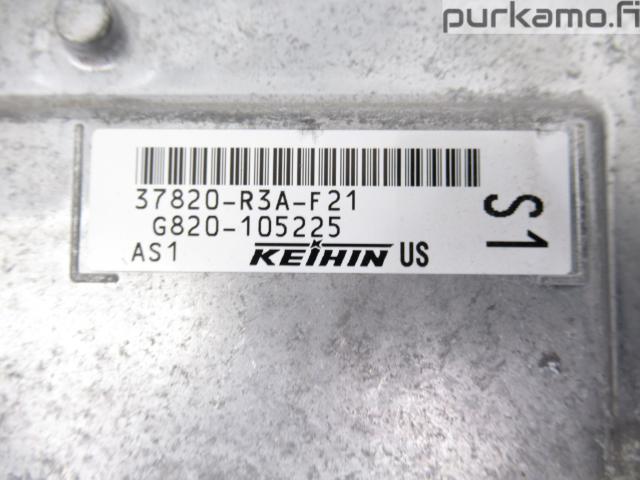 purkamo.fi
37820-R3A-F21
G820-105225
AS1 KEIHIN US
S1